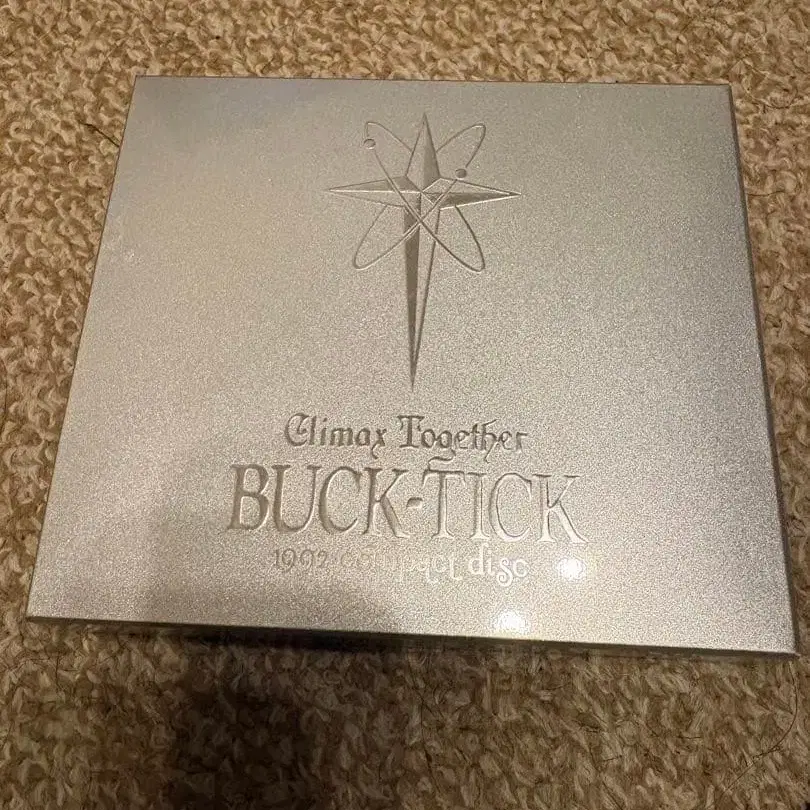 Climax Together
BUCK-TICK
1992 compact disc